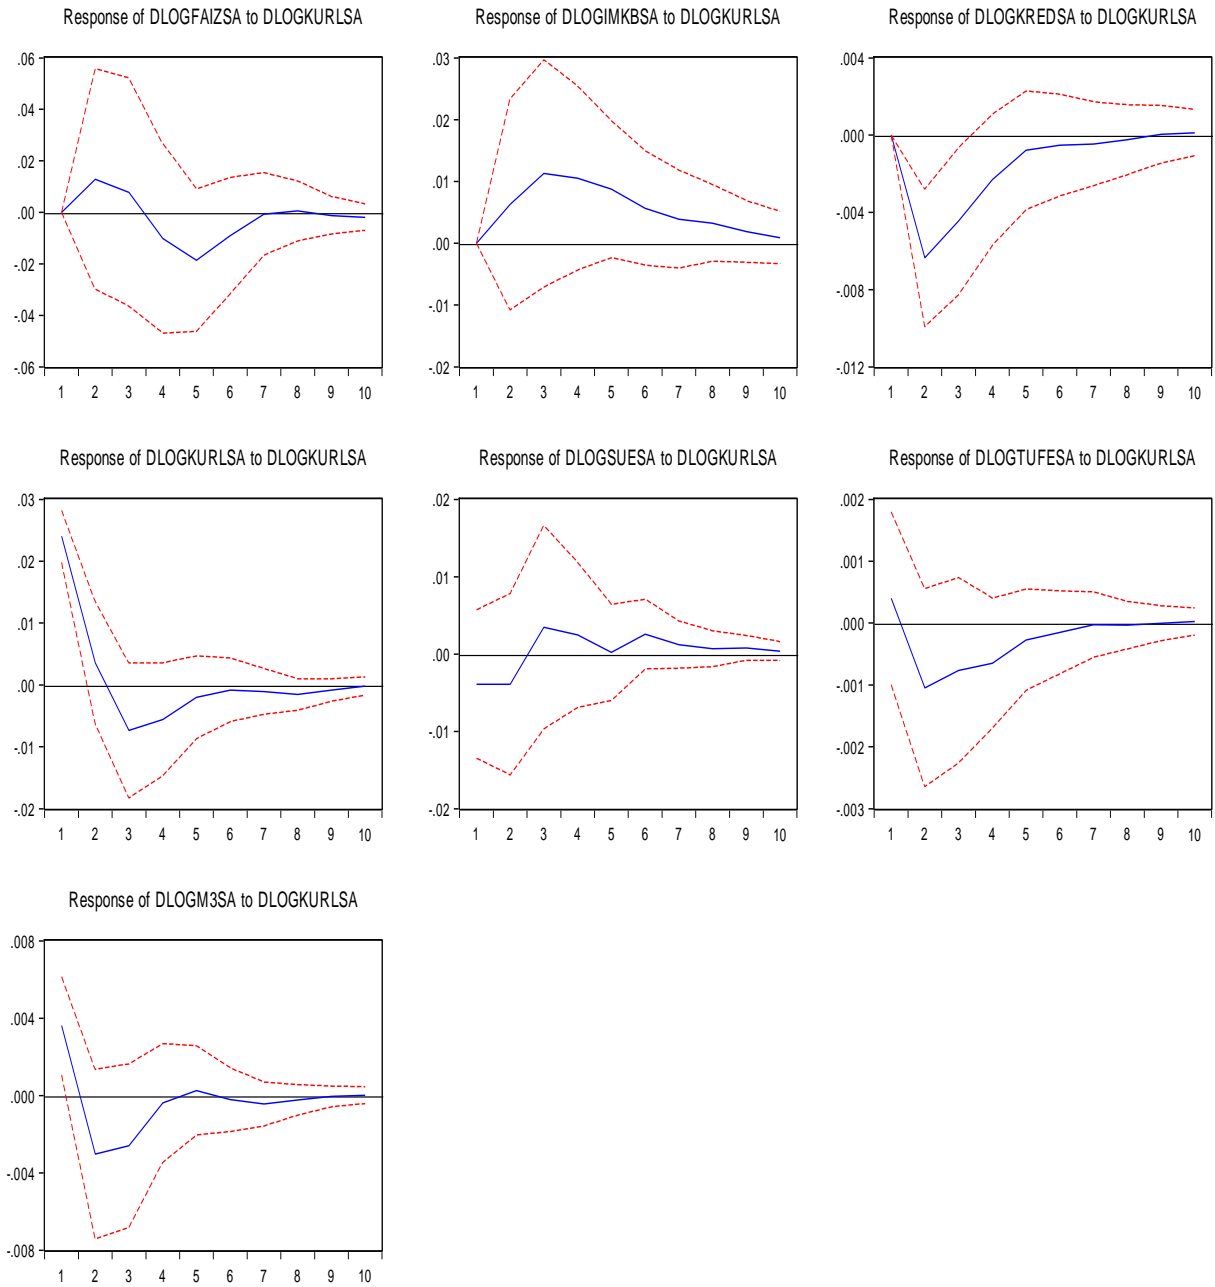 Response of DLOGFAIZSA to DLOGKURLSA
.06
.04
.02
.00
-.02
-.04
-.06
1 2 3 4 5 6 7 8 9 10
Response of DLOGIMKBSA to DLOGKURLSA
.03
.02
.01
.00
-.01
-.02
1 2 3 4 5 6 7 8 9 10
Response of DLOGKREDSA to DLOGKURLSA
.004
.000
-.004
-.008
-.012
1 2 3 4 5 6 7 8 9 10
Response of DLOGKURLSA to DLOGKURLSA
.03
.02
.01
.00
-.01
-.02
1 2 3 4 5 6 7 8 9 10
Response of DLOGSUESA to DLOGKURLSA
.02
.01
.00
-.01
-.02
1 2 3 4 5 6 7 8 9 10
Response of DLOGTUFESA to DLOGKURLSA
.002
.001
.000
-.001
-.002
-.003
1 2 3 4 5 6 7 8 9 10
Response of DLOGM3SA to DLOGKURLSA
.008
.004
.000
-.004
-.008
1 2 3 4 5 6 7 8 9 10